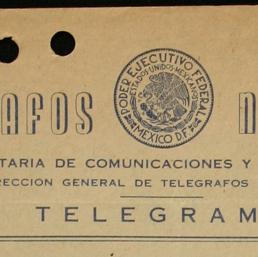 AFOS N
PODER EJECUTIVO FEDERAL
ESTADOS UNIDOS MEXICANOS
MEXICO DF
TARIA DE COMUNICACIONES Y
RECCION GENERAL DE TELEGRAFOS
TELEGRAM